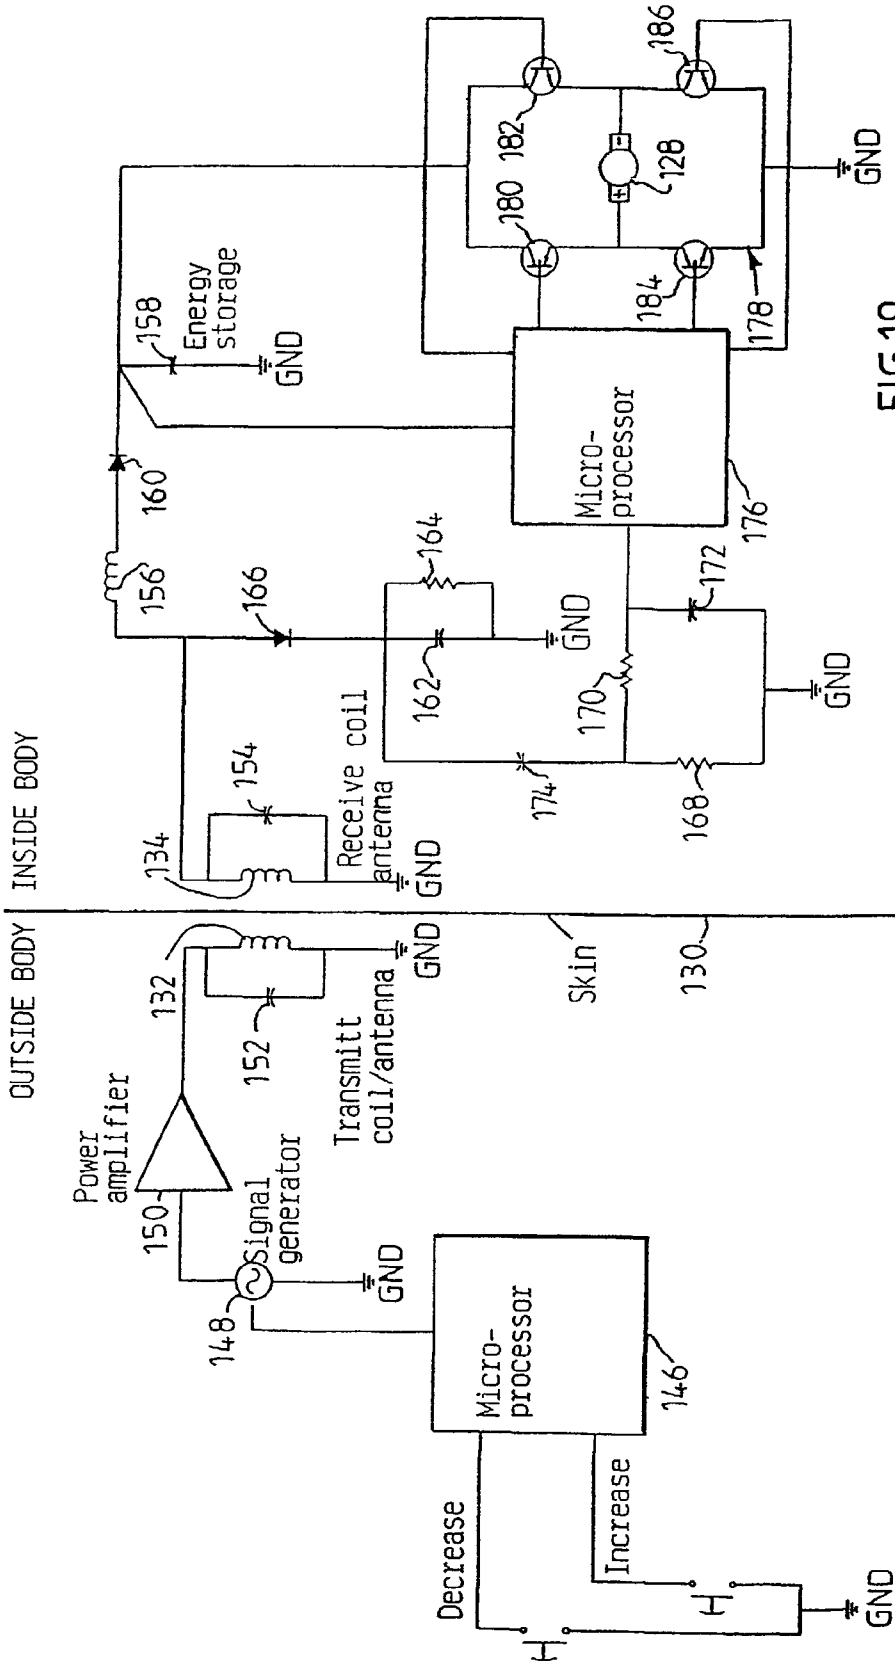 OUTSIDE BODY
INSIDE BODY
Power
amplifier
150
132
134
152
154
Transmitt
coil/antenna
Receive coil
antenna
GND
GND
Signal
generator
148
GND
Micro-
processor
146
Decrease
Increase
GND
Skin
130
156
160
158
Energy
storage
GND
166
164
162
GND
174
170
172
168
GND
Micro-
processor
176
180
182
184
186
128
+
-
178
GND